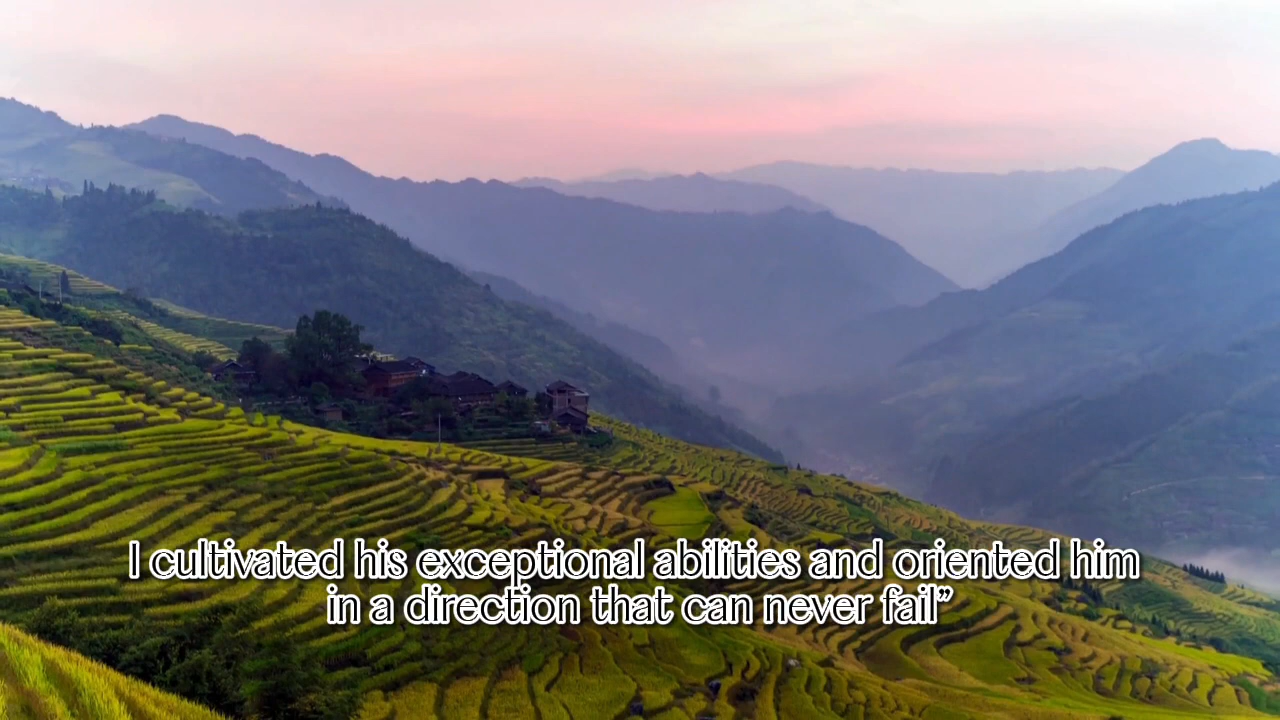 I cultivated his exceptional abilities and oriented him
in a direction that can never fail”